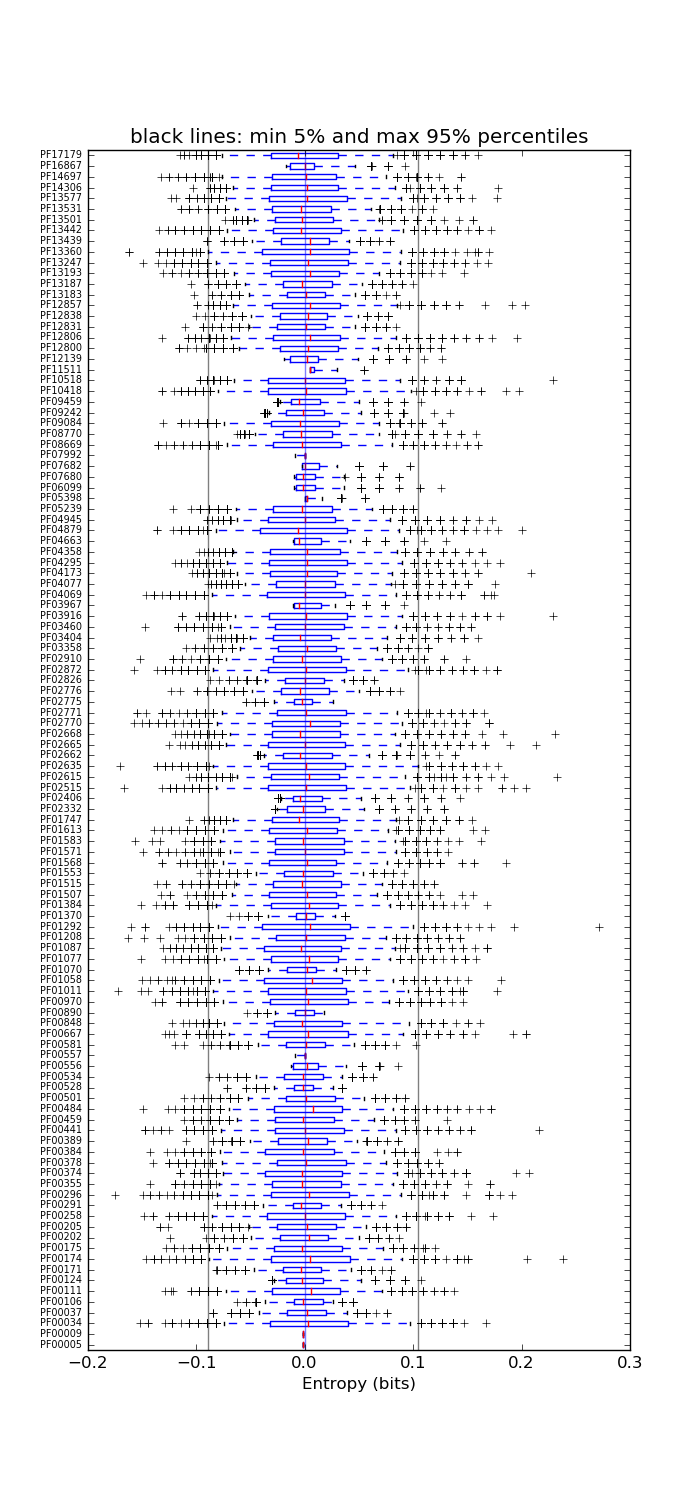 black lines: min 5% and max 95% percentiles
PF17179
PF16867
PF14697
PF14306
PF13577
PF13531
PF13501
PF13442
PF13439
PF13360
PF13247
PF13193
PF13187
PF13183
PF12857
PF12838
PF12831
PF12806
PF12800
PF12139
PF11511
PF10518
PF10418
PF09459
PF09242
PF09084
PF08770
PF08669
PF07992
PF07682
PF07680
PF06099
PF05398
PF05239
PF04945
PF04879
PF04663
PF04358
PF04295
PF04173
PF04077
PF04069
PF03967
PF03916
PF03460
PF03404
PF03358
PF02910
PF02872
PF02826
PF02776
PF02775
PF02771
PF02770
PF02668
PF02665
PF02662
PF02635
PF02615
PF02515
PF02406
PF02332
PF01747
PF01613
PF01583
PF01571
PF01568
PF01553
PF01515
PF01507
PF01384
PF01370
PF01292
PF01208
PF01087
PF01077
PF01070
PF01058
PF01011
PF00970
PF00890
PF00848
PF00667
PF00581
PF00557
PF00556
PF00534
PF00528
PF00501
PF00484
PF00459
PF00441
PF00389
PF00384
PF00378
PF00374
PF00355
PF00296
PF00291
PF00258
PF00205
PF00202
PF00175
PF00174
PF00171
PF00124
PF00111
PF00106
PF00037
PF00034
PF00009
PF00005
−0.2 −0.1 0.0 0.1 0.2 0.3
Entropy (bits)